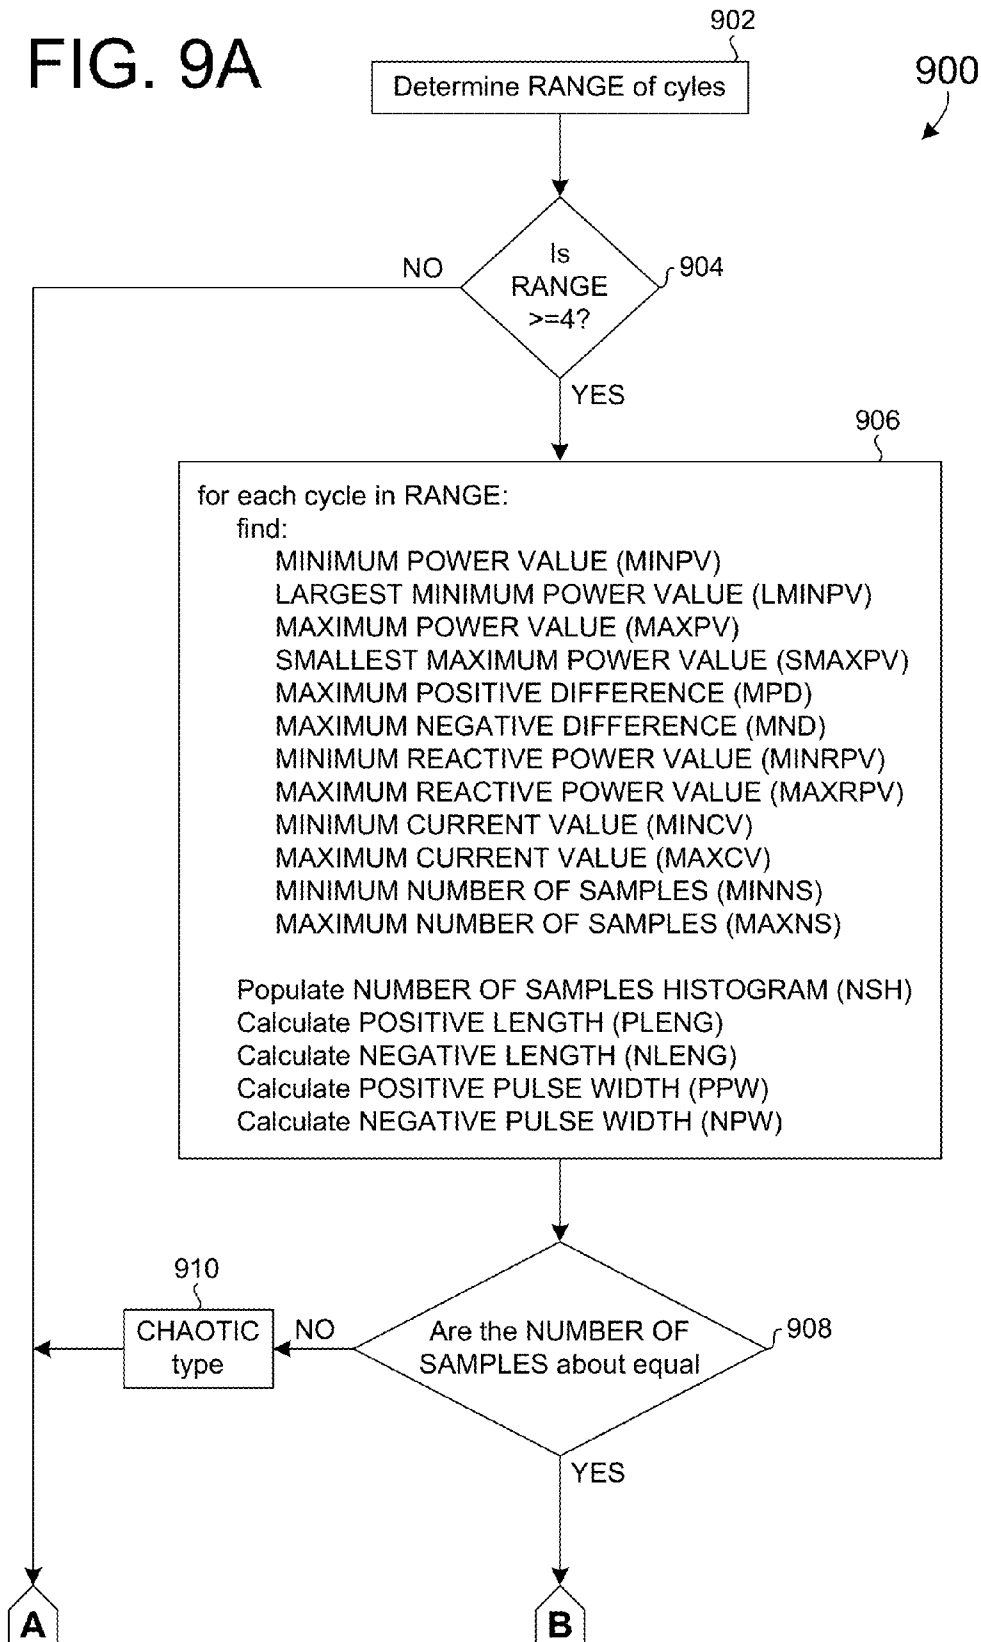 FIG. 9A
902
900
Determine RANGE of cyles
Is
RANGE
>=4?
904
NO
YES
906
for each cycle in RANGE:
find:
MINIMUM POWER VALUE (MINPV)
LARGEST MINIMUM POWER VALUE (LMINPV)
MAXIMUM POWER VALUE (MAXPV)
SMALLEST MAXIMUM POWER VALUE (SMAXPV)
MAXIMUM POSITIVE DIFFERENCE (MPD)
MAXIMUM NEGATIVE DIFFERENCE (MND)
MINIMUM REACTIVE POWER VALUE (MINRPV)
MAXIMUM REACTIVE POWER VALUE (MAXRPV)
MINIMUM CURRENT VALUE (MINCV)
MAXIMUM CURRENT VALUE (MAXCV)
MINIMUM NUMBER OF SAMPLES (MINNS)
MAXIMUM NUMBER OF SAMPLES (MAXNS)
Populate NUMBER OF SAMPLES HISTOGRAM (NSH)
Calculate POSITIVE LENGTH (PLENG)
Calculate NEGATIVE LENGTH (NLENG)
Calculate POSITIVE PULSE WIDTH (PPW)
Calculate NEGATIVE PULSE WIDTH (NPW)
910
CHAOTIC
type
NO
Are the NUMBER OF
SAMPLES about equal
908
YES
A
B